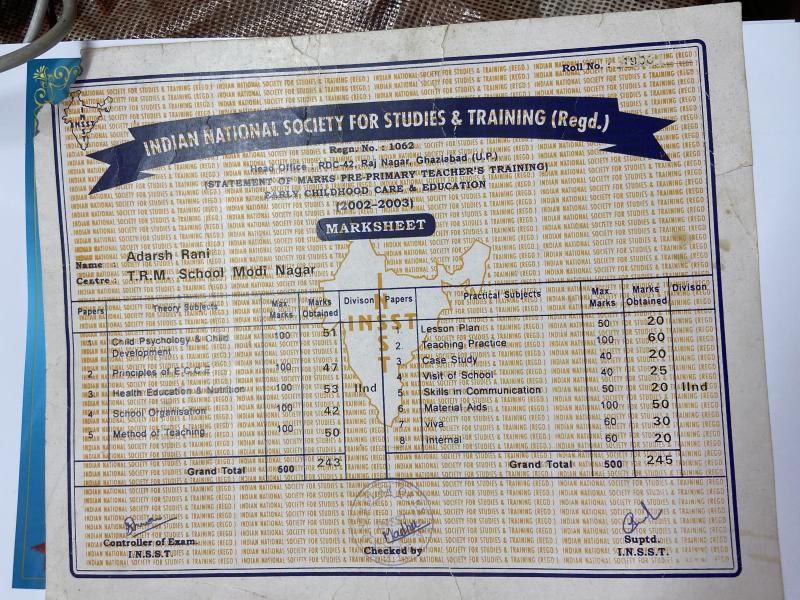 Roll No.
INSST
INDIAN NATIONAL SOCIETY FOR STUDIES & TRAINING (Regd.)
Regn. No. : 1062
Head Office : RDC-42, Raj Nagar, Ghaziabad (U.P.)
(STATEMENT OF MARKS PRE-PRIMARY TEACHER'S TRAINING)
EARLY CHILDHOOD CARE & EDUCATION
(2002-2003)
MARKSHEET
Name Adarsh Rani
Centre : T.R.M. School Modi Nagar
Papers Theory Subjects Max. Marks Marks Obtained Divison Papers Practical Subjects Max. Marks Marks Obtained Divison
1 Child Psychology & Child Development 100 51
2 Principles of E.C.C.E 100 47
3 Health Education & Nutrition 100 53 IInd
4 School Organisation 100 42
5 Method of Teaching 100 50
Grand Total 500 243
Lesson Plan 50 20
2. Teaching Practice 100 60
3 Case Study 40 20
4 Visit of School 40 25
5 Skills in Communication 50 20 IInd
6 Material Aids 100 50
7 Viva 60 30
8 Internal 60 20
Grand Total 500 245
INSST
Controller of Exam.
I.N.S.S.T.
Checked by
Suptd.
I.N.S.S.T.